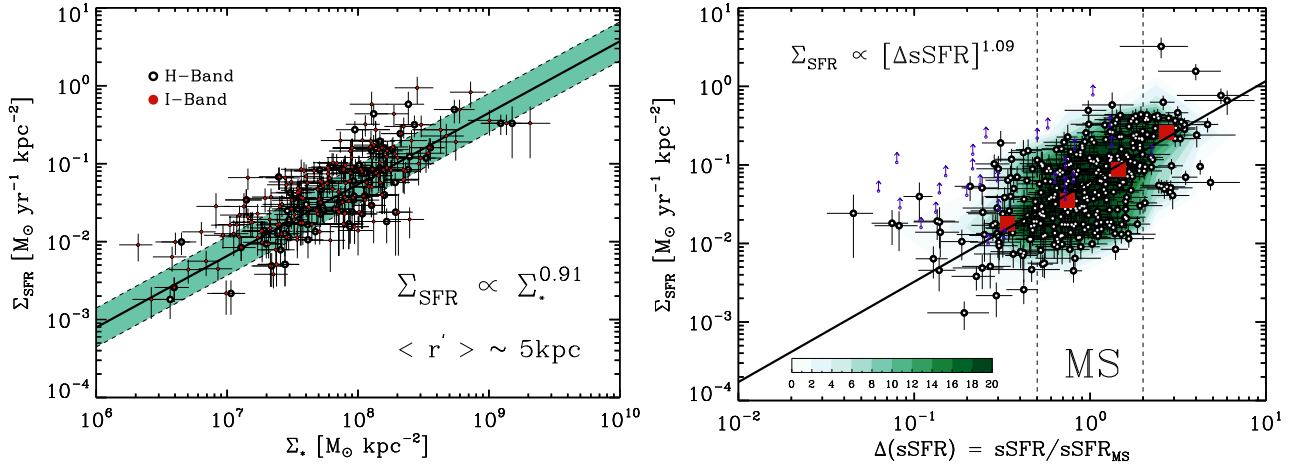 H-Band
I-Band
Σ_SFR ∝ Σ_*^0.91
< r' > ~ 5kpc
Σ_SFR [M_⊙ yr^-1 kpc^-2]
10^1
10^0
10^-1
10^-2
10^-3
10^-4
10^6 10^7 10^8 10^9 10^10
Σ_* [M_⊙ kpc^-2]
Σ_SFR ∝ [ΔsSFR]^1.09
MS
0 2 4 6 8 10 12 14 16 20
Σ_SFR [M_⊙ yr^-1 kpc^-2]
10^1
10^0
10^-1
10^-2
10^-3
10^-4
10^-2 10^-1 10^0 10^1
Δ(sSFR) = sSFR/sSFR_MS